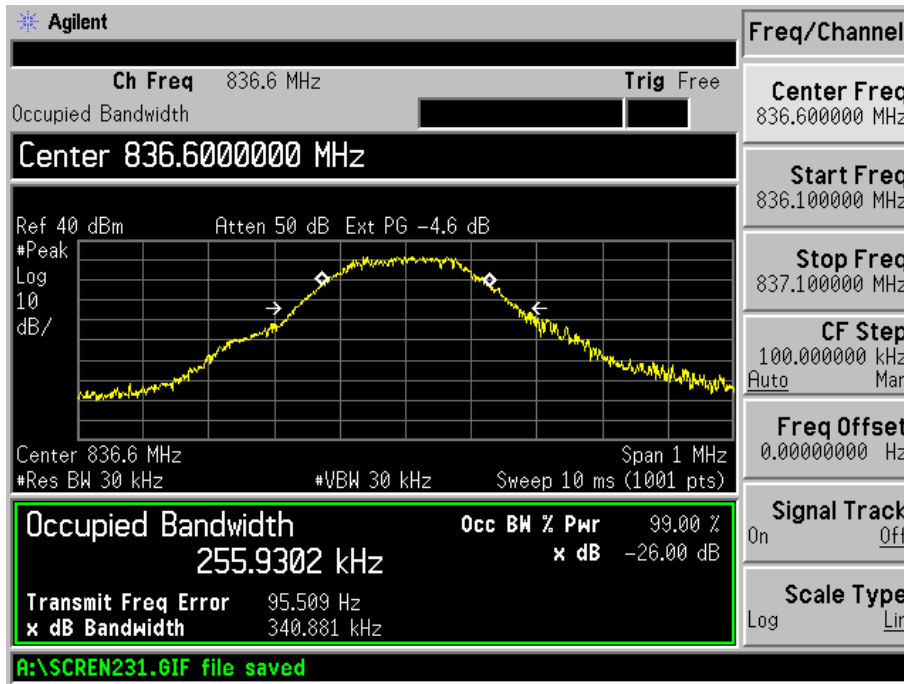 Agilent
Freq/Channel
Ch Freq 836.6 MHz Trig Free
Occupied Bandwidth
Center Freq
836.600000 MHz
Center 836.6000000 MHz
Start Freq
836.100000 MHz
Ref 40 dBm Atten 50 dB Ext PG -4.6 dB
#Peak
Log
10
dB/
Stop Freq
837.100000 MHz
CF Step
100.000000 kHz
Auto Man
Freq Offset
0.00000000 Hz
Center 836.6 MHz Span 1 MHz
#Res BW 30 kHz #VBW 30 kHz Sweep 10 ms (1001 pts)
Signal Track
On Off
Occupied Bandwidth
255.9302 kHz
Occ BW % Pwr 99.00 %
x dB -26.00 dB
Transmit Freq Error 95.509 Hz
x dB Bandwidth 340.881 kHz
Scale Type
Log Lin
A:\SCREN231.GIF file saved